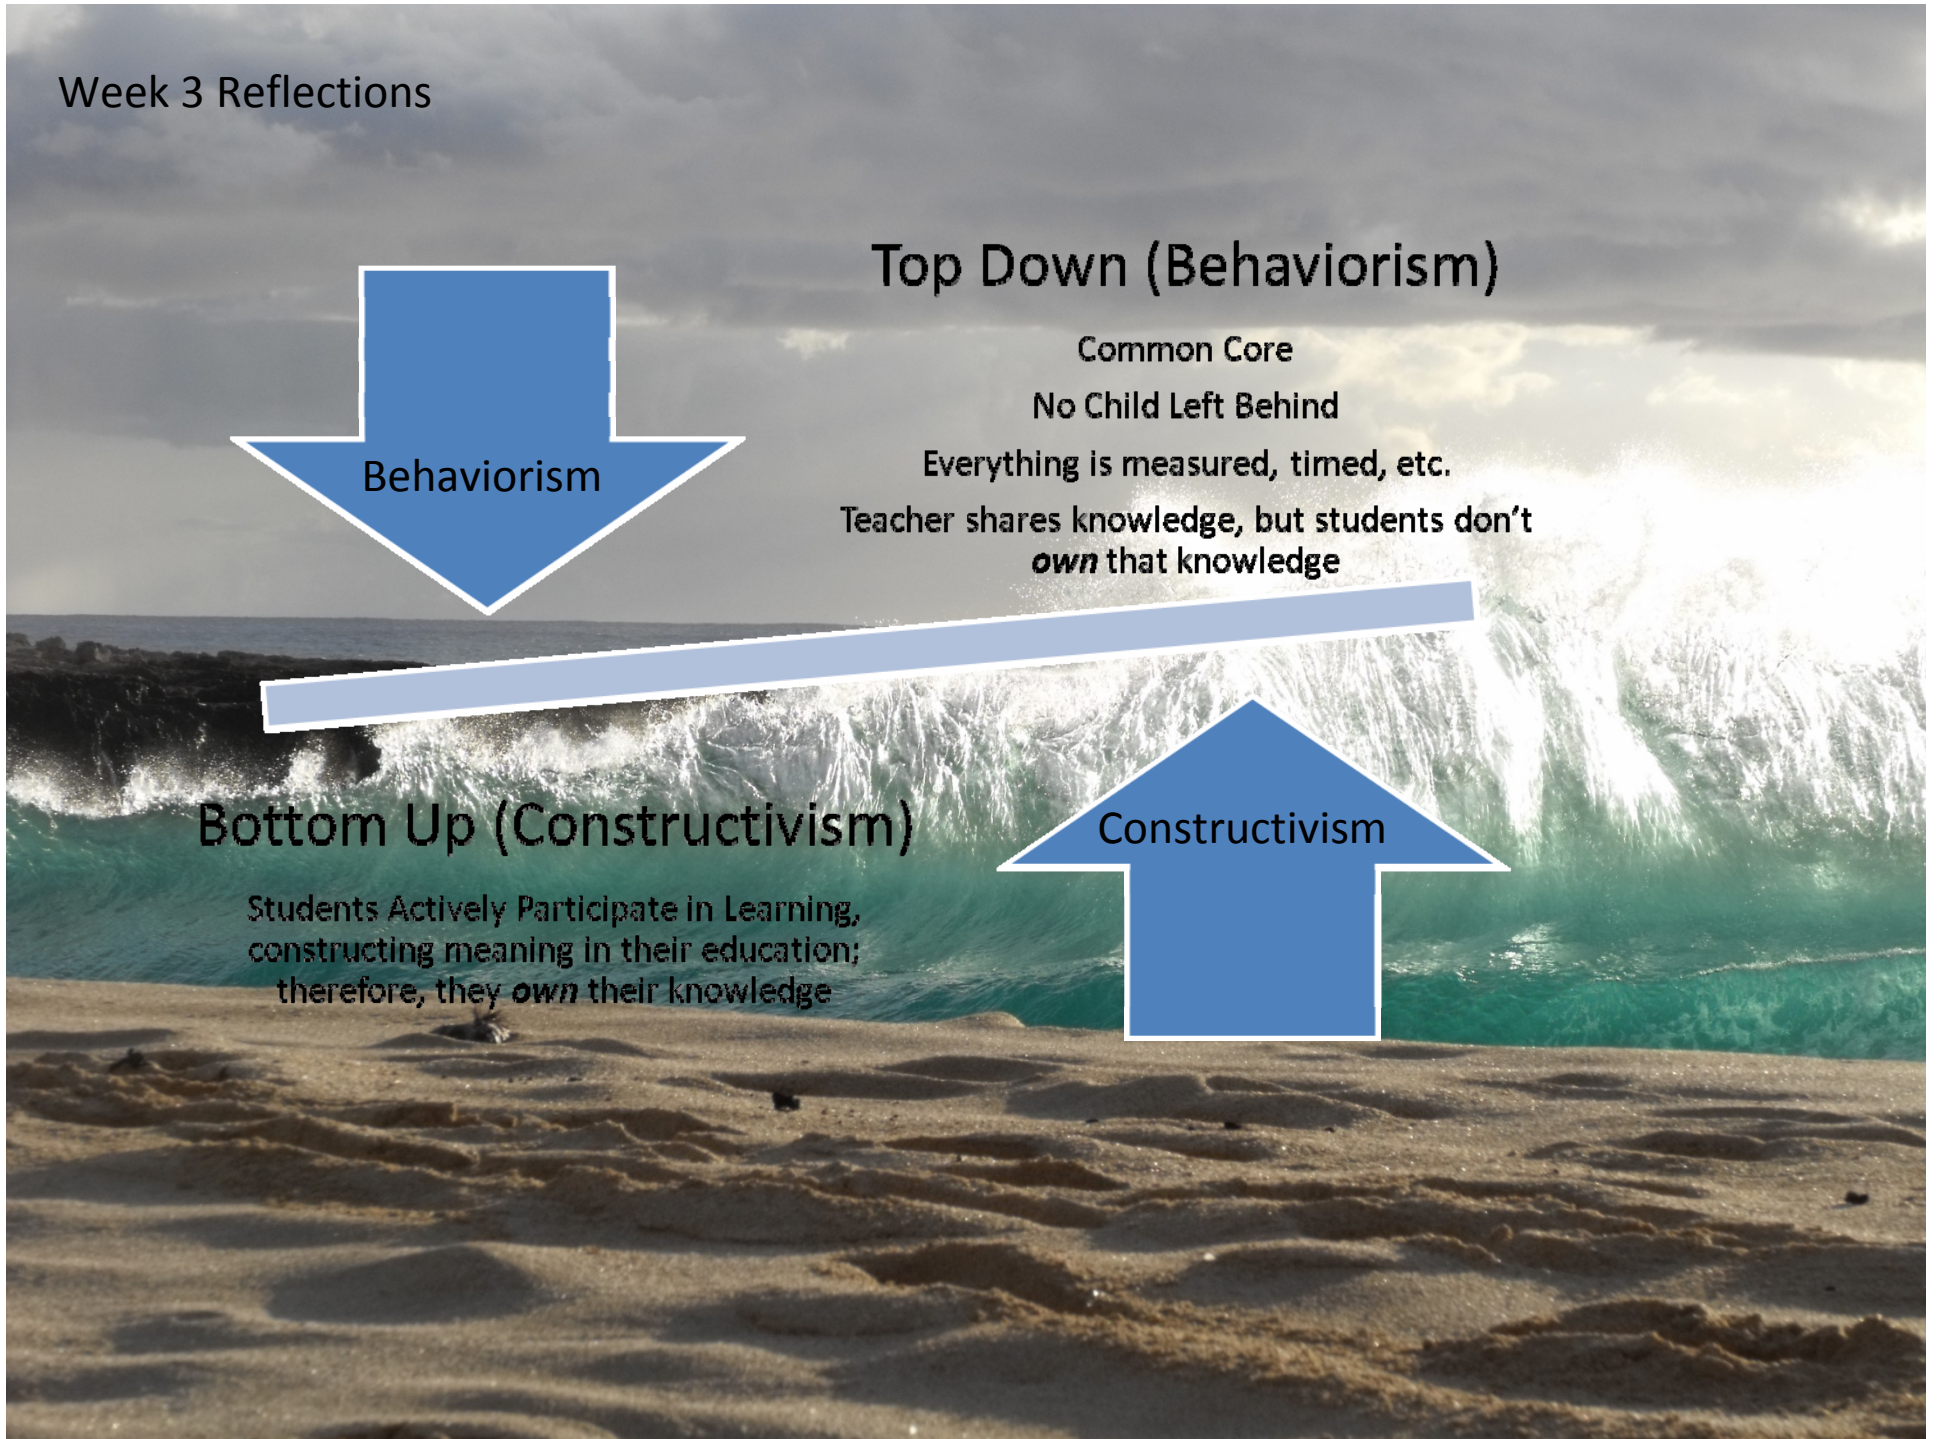 Week 3 Reflections
Top Down (Behaviorism)
Common Core
No Child Left Behind
Everything is measured, timed, etc.
Teacher shares knowledge, but students don't
own that knowledge
Behaviorism
Bottom Up (Constructivism)
Students Actively Participate in Learning,
constructing meaning in their education;
therefore, they own their knowledge
Constructivism